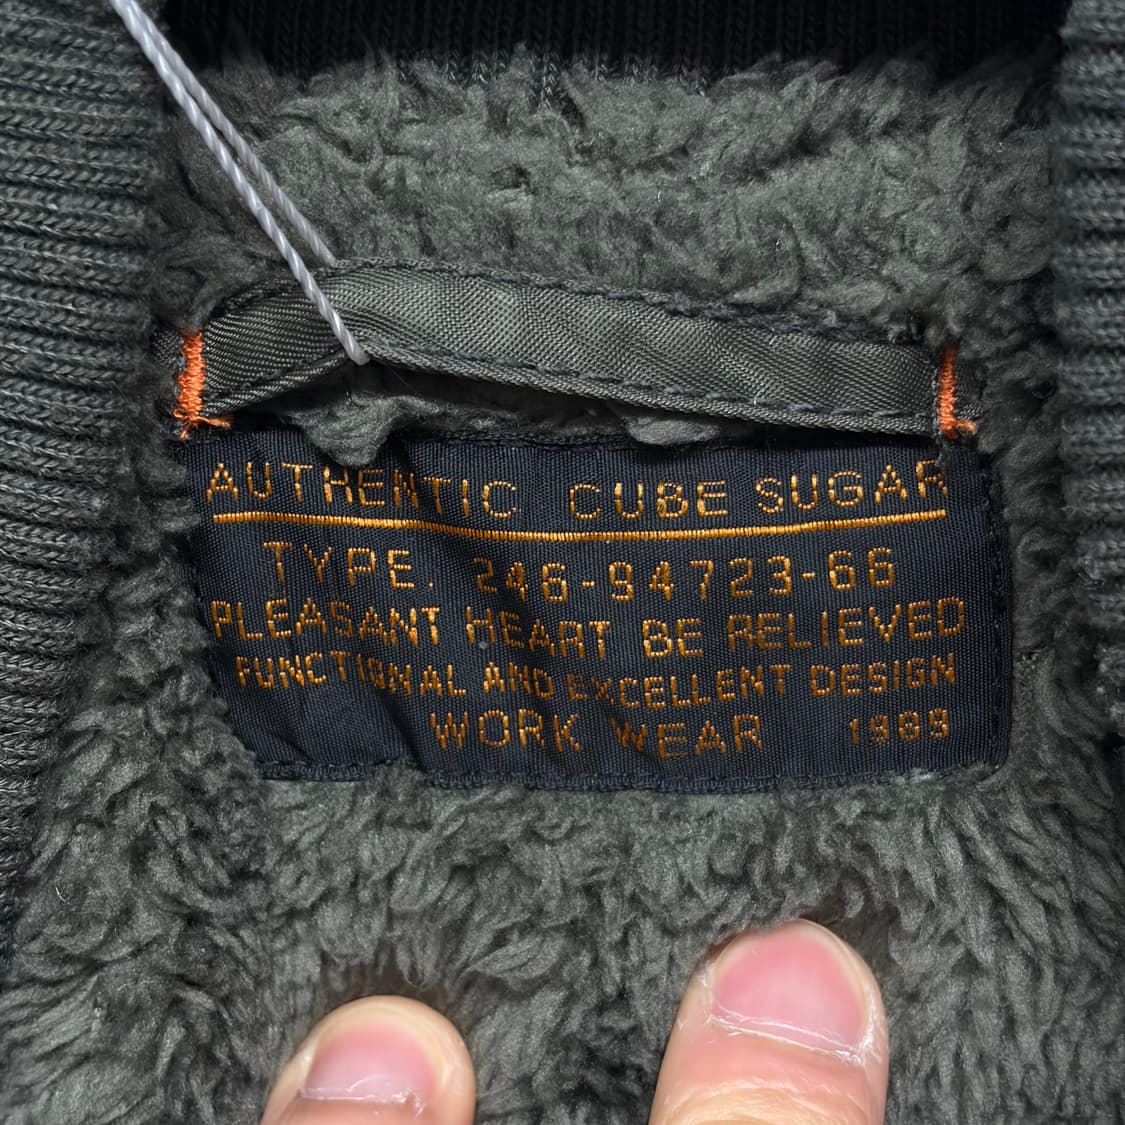 AUTHENTIC CUBE SUGAR
TYPE. 246-94723-66
PLEASANT HEART BE RELIEVED
FUNCTIONAL AND EXCELLENT DESIGN
WORK WEAR 1989